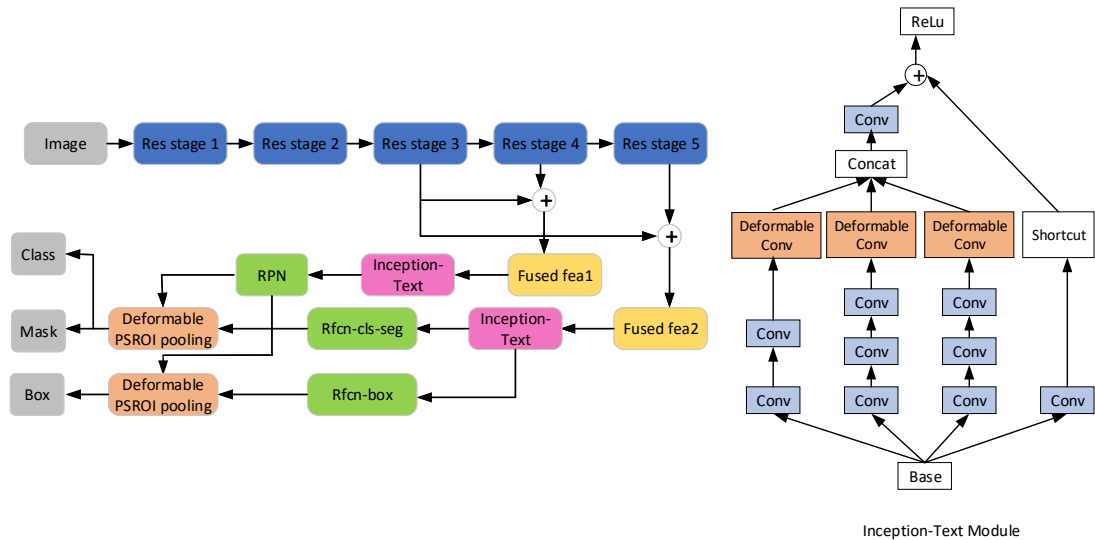 Image
Res stage 1
Res stage 2
Res stage 3
Res stage 4
Res stage 5
+
+
Class
RPN
Inception-
Text
Fused fea1
Mask
Deformable
PSROI pooling
Rfcn-cls-seg
Inception-
Text
Fused fea2
Box
Deformable
PSROI pooling
Rfcn-box
ReLu
+
Conv
Concat
Deformable
Conv
Deformable
Conv
Deformable
Conv
Shortcut
Conv
Conv
Conv
Conv
Conv
Conv
Conv
Conv
Conv
Base
Inception-Text Module